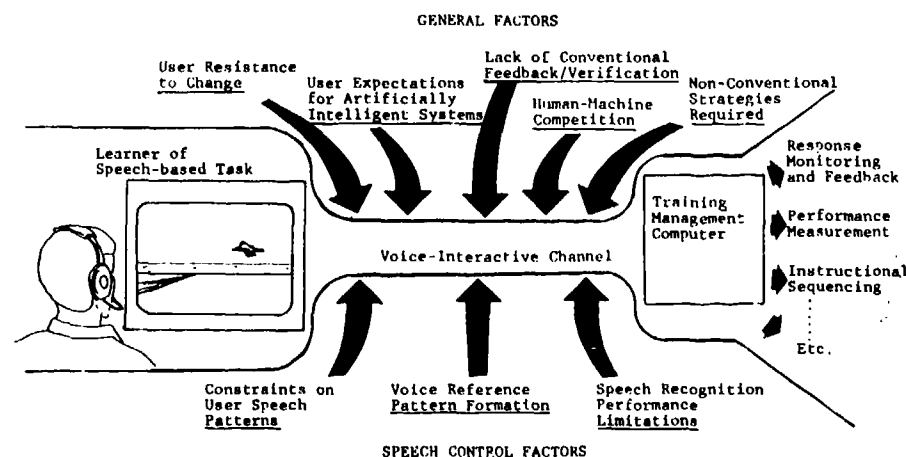 GENERAL FACTORS
User Resistance
to Change
User Expectations
for Artificially
Intelligent Systems
Lack of Conventional
Feedback/Verification
Human-Machine
Competition
Non-Conventional
Strategies
Required
Learner of
Speech-based Task
Voice-Interactive Channel
Training
Management
Computer
Response
Monitoring
and Feedback
Performance
Measurement
Instructional
Sequencing
Etc.
Constraints on
User Speech
Patterns
Voice Reference
Pattern Formation
Speech Recognition
Performance
Limitations
SPEECH CONTROL FACTORS